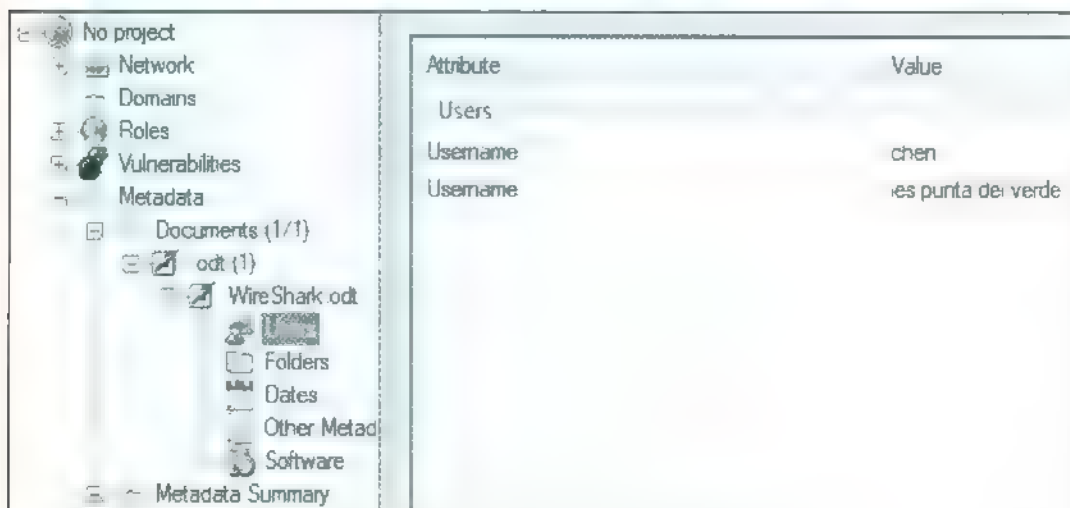 No project
Network
Domains
Roles
Vulnerabilities
Metadata
Documents (1/1)
odt (1)
WireShark.odt
Folders
Dates
Other Metad
Software
Metadata Summary
Attribute Value
Users
Username chen
Username es punta del verde